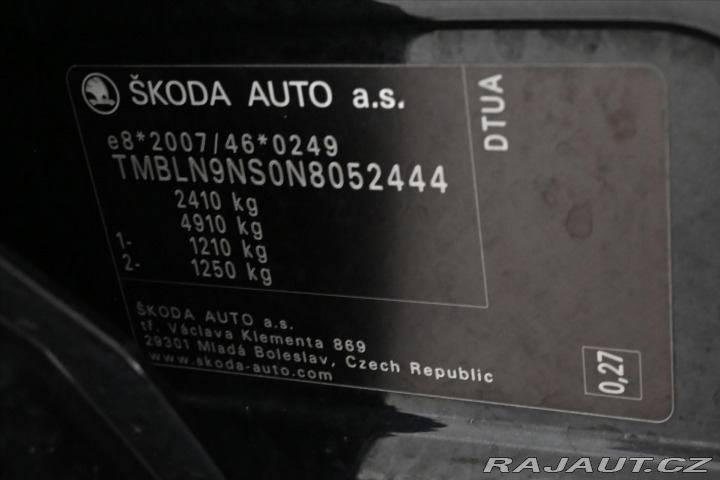 ŠKODA AUTO a.s.
e8*2007/46*0249
TMBLN9NS0N8052444
2410 kg
4910 kg
1- 1210 kg
2- 1250 kg
DTUA
ŠKODA AUTO a.s.
tř. Václava Klementa 869
29301 Mladá Boleslav, Czech Republic
www.skoda-auto.com
0,27
RAJAUT.CZ